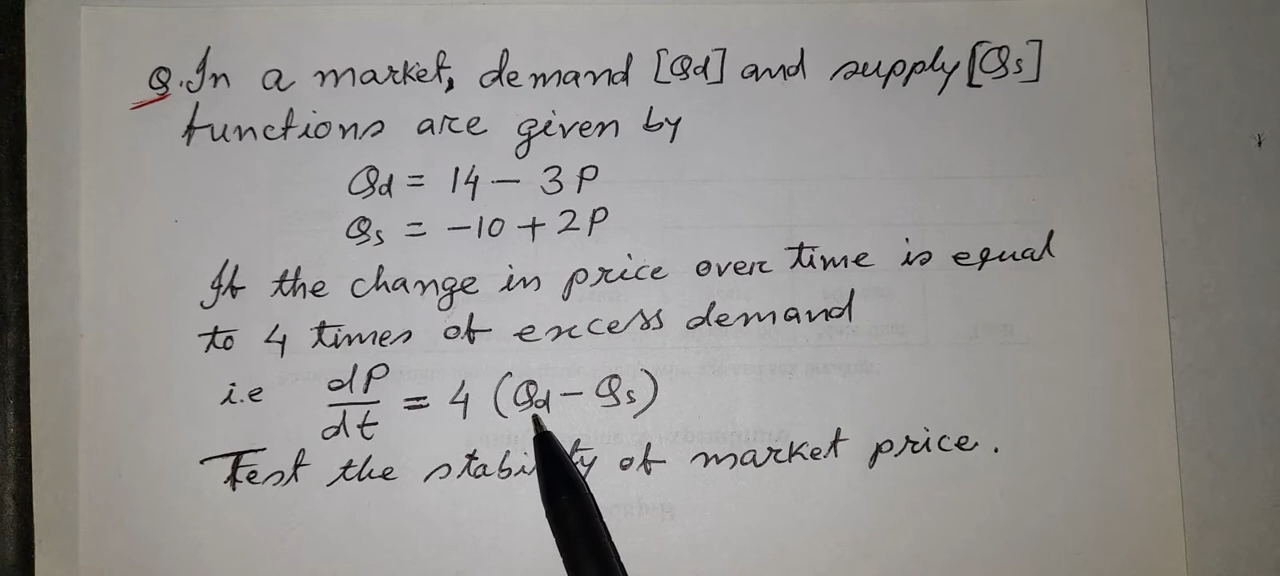 Q. In a market, demand [Qd] and supply [Qs]
functions are given by
Qd = 14 - 3P
Qs = -10 + 2P
If the change in price over time is equal
to 4 times of excess demand
i.e dP/dt = 4 (Qd - Qs)
Test the stability of market price.